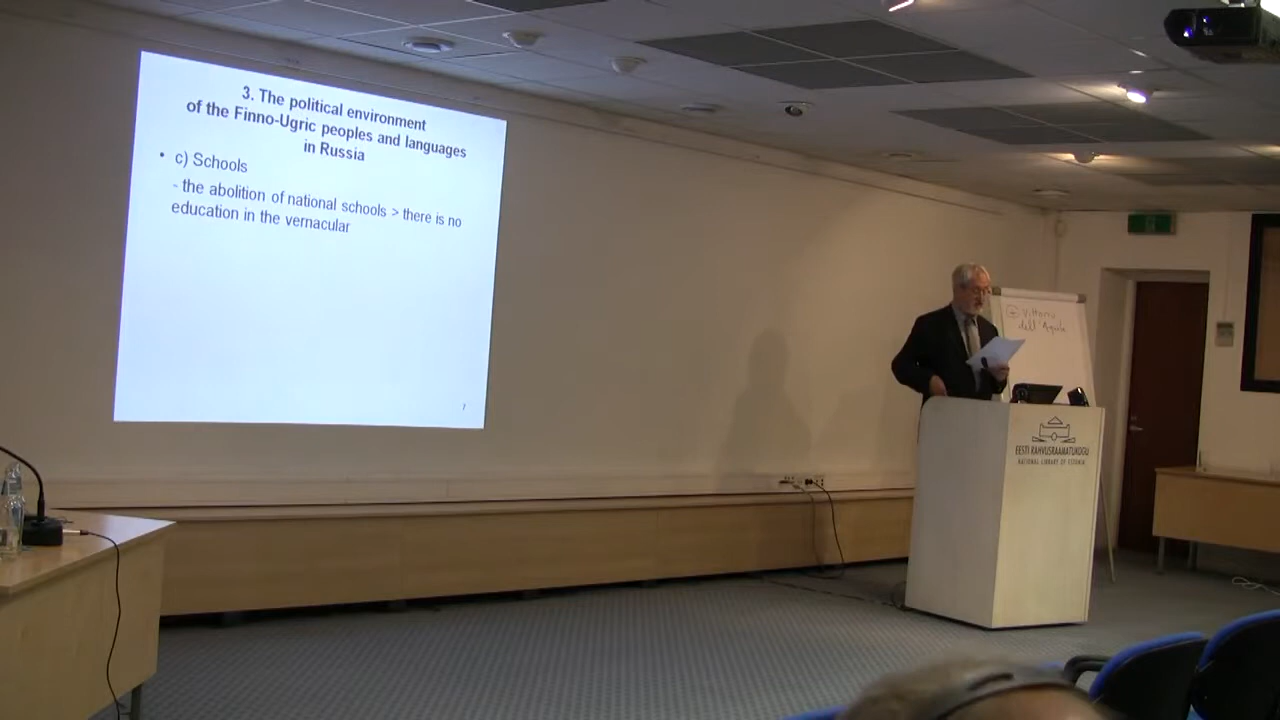 3. The political environment
of the Finno-Ugric peoples and languages
in Russia
• c) Schools
- the abolition of national schools > there is no
education in the vernacular
7
Vittorio
dell' Aquila
EESTI RAHVUSRAAMATUKOGU
NATIONAL LIBRARY OF ESTONIA